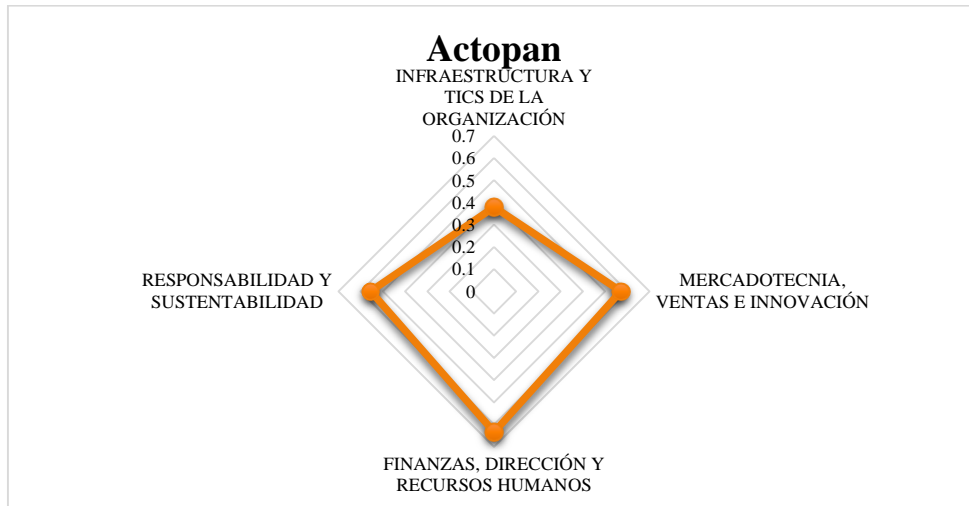 Actopan
INFRAESTRUCTURA Y
TICS DE LA
ORGANIZACIÓN
0.7
0.6
0.5
0.4
0.3
0.2
0.1
0
RESPONSABILIDAD Y
SUSTENTABILIDAD
MERCADOTECNIA,
VENTAS E INNOVACIÓN
FINANZAS, DIRECCIÓN Y
RECURSOS HUMANOS